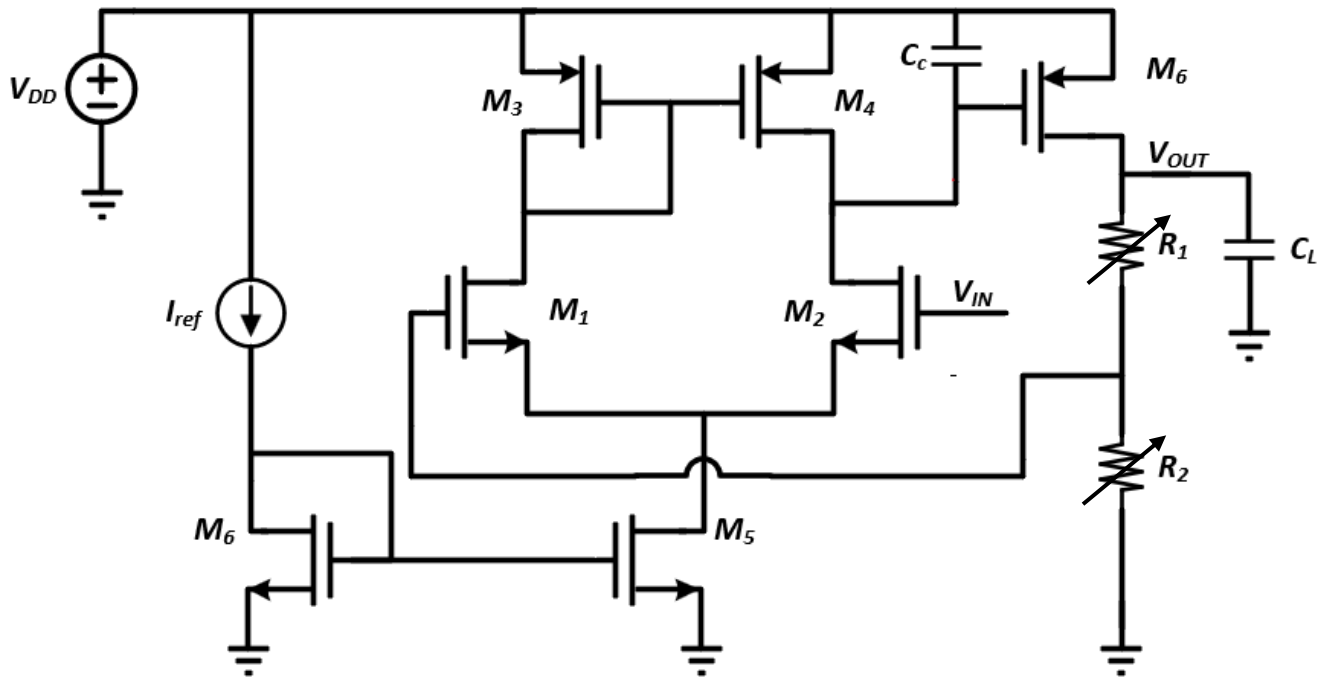 V_DD
C_c
M_6
M_3
M_4
V_OUT
R_1
C_L
I_ref
M_1
M_2
V_IN
R_2
M_6
M_5